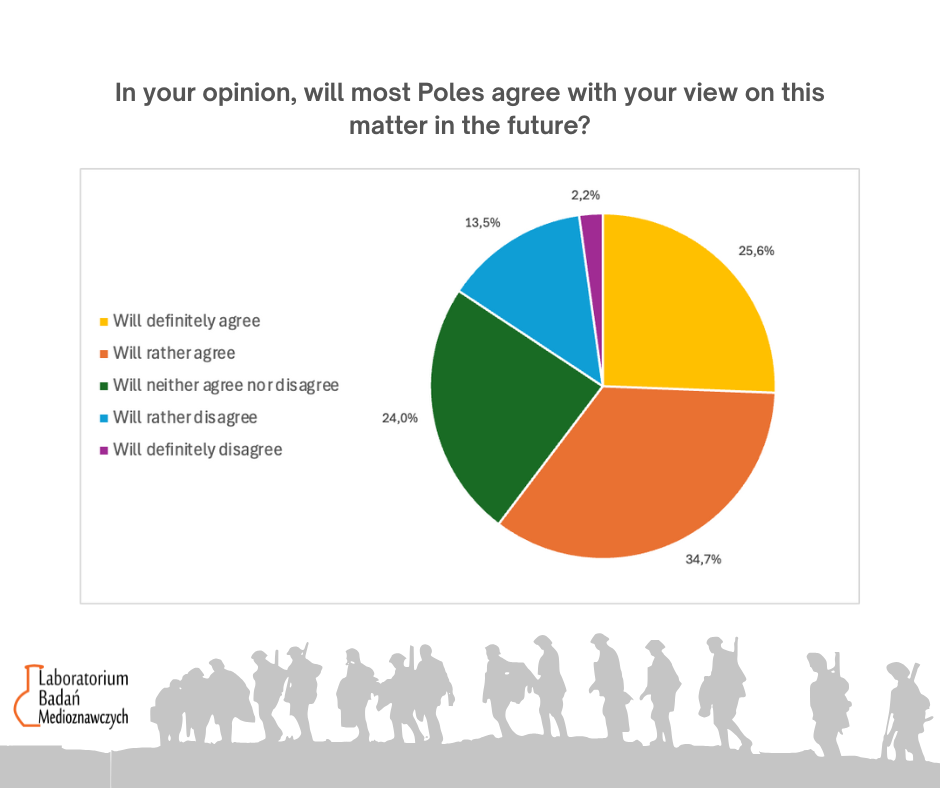 In your opinion, will most Poles agree with your view on this
matter in the future?
2,2%
13,5%
25,6%
Will definitely agree
Will rather agree
Will neither agree nor disagree
Will rather disagree
Will definitely disagree
24,0%
34,7%
Laboratorium
Badań
Medioznawczych